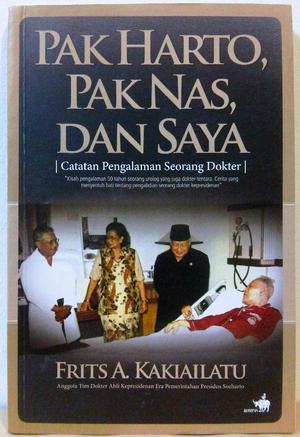 PAK HARTO,
PAK NAS,
DAN SAYA
| Catatan Pengalaman Seorang Dokter |
"Kisah pengalaman 50 tahun seorang urolog yang juga dokter-tentara. Cerita yang
menyentuh hati tentang pengabdian seorang dokter kepresidenan"
FRITS A. KAKIAILATU
Anggota Tim Dokter Ahli Kepresidenan Era Pemerintahan Presiden Soeharto